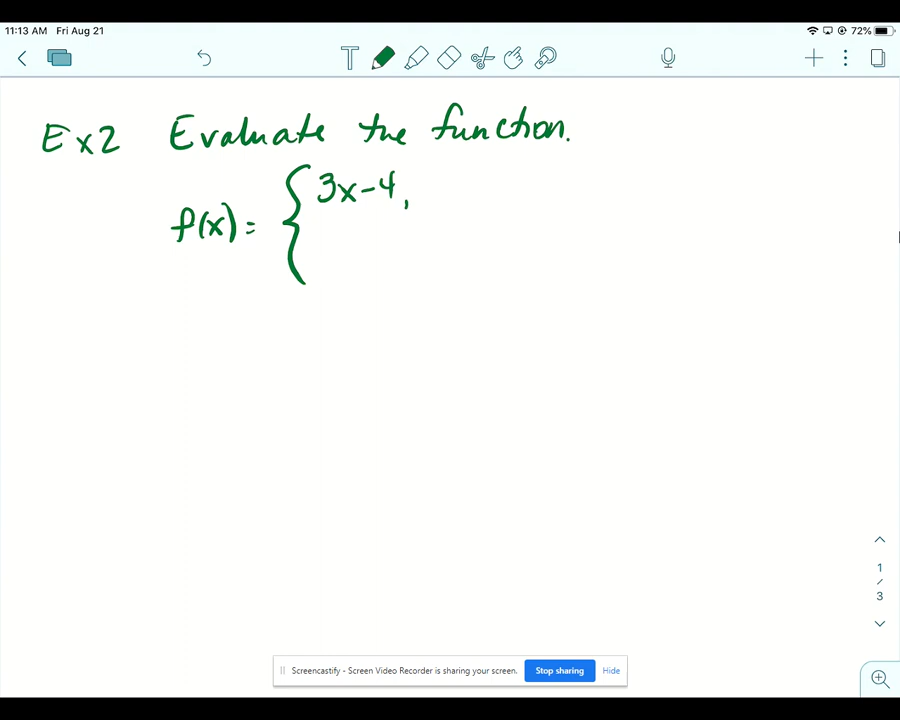 11:13 AM Fri Aug 21
72%
T
Ex2 Evaluate the function.
f(x) = { 3x-4,
1
/
3
Screencastify - Screen Video Recorder is sharing your screen. Stop sharing Hide